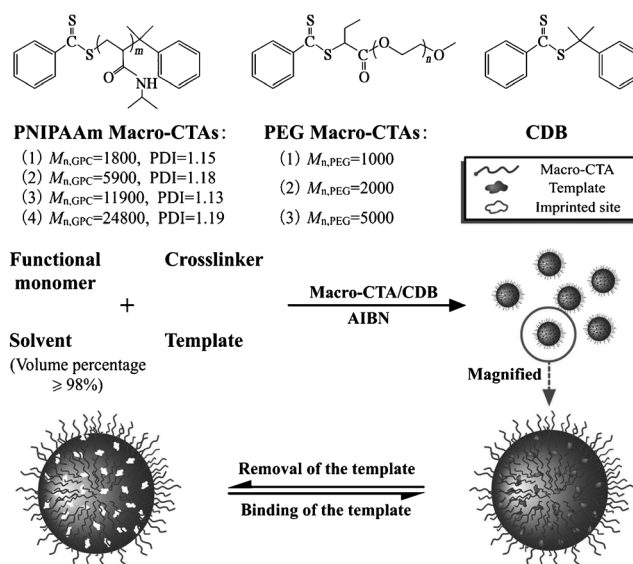 S
S
m
O
NH
S
S
O
O
n
O
S
S
PNIPAAm Macro-CTAs:
(1) Mn,GPC=1800, PDI=1.15
(2) Mn,GPC=5900, PDI=1.18
(3) Mn,GPC=11900, PDI=1.13
(4) Mn,GPC=24800, PDI=1.19
PEG Macro-CTAs:
(1) Mn,PEG=1000
(2) Mn,PEG=2000
(3) Mn,PEG=5000
CDB
Macro-CTA
Template
Imprinted site
Functional
monomer
Crosslinker
+
Solvent
(Volume percentage
≥98%)
Template
Macro-CTA/CDB
AIBN
Magnified
Removal of the template
Binding of the template